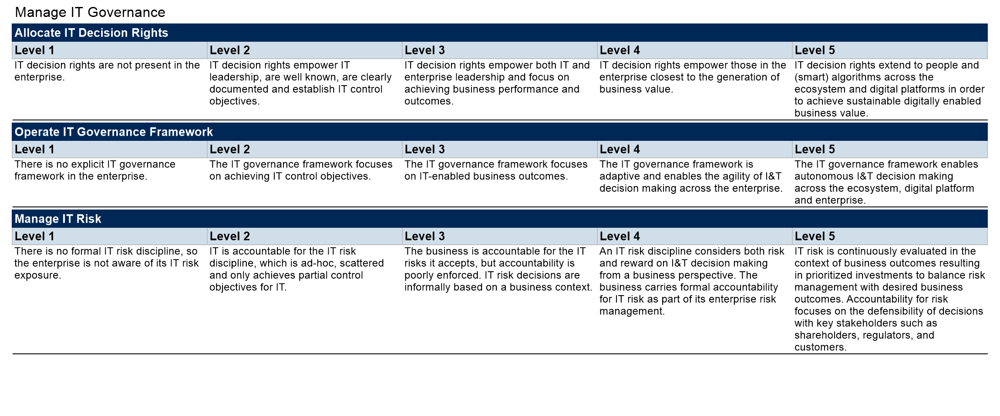 Manage IT Governance
Allocate IT Decision Rights
Level 1
Level 2
Level 3
Level 4
Level 5
IT decision rights are not present in the
enterprise.
IT decision rights empower IT
leadership, are well known, are clearly
documented and establish IT control
objectives.
IT decision rights empower both IT and
enterprise leadership and focus on
achieving business performance and
outcomes.
IT decision rights empower those in the
enterprise closest to the generation of
business value.
IT decision rights extend to people and
(smart) algorithms across the
ecosystem and digital platforms in order
to achieve sustainable digitally enabled
business value.
Operate IT Governance Framework
Level 1
Level 2
Level 3
Level 4
Level 5
There is no explicit IT governance
framework in the enterprise.
The IT governance framework focuses
on achieving IT control objectives.
The IT governance framework focuses
on IT-enabled business outcomes.
The IT governance framework is
adaptive and enables the agility of I&T
decision making across the enterprise.
The IT governance framework enables
autonomous I&T decision making
across the ecosystem, digital platform
and enterprise.
Manage IT Risk
Level 1
Level 2
Level 3
Level 4
Level 5
There is no formal IT risk discipline, so
the enterprise is not aware of its IT risk
exposure.
IT is accountable for the IT risk
discipline, which is ad-hoc, scattered
and only achieves partial control
objectives for IT.
The business is accountable for the IT
risks it accepts, but accountability is
poorly enforced. IT risk decisions are
informally based on a business context.
An IT risk discipline considers both risk
and reward on I&T decision making
from a business perspective. The
business carries formal accountability
for IT risk as part of its enterprise risk
management.
IT risk is continuously evaluated in the
context of business outcomes resulting
in prioritized investments to balance risk
management with desired business
outcomes. Accountability for risk
focuses on the defensibility of decisions
with key stakeholders such as
shareholders, regulators, and
customers.